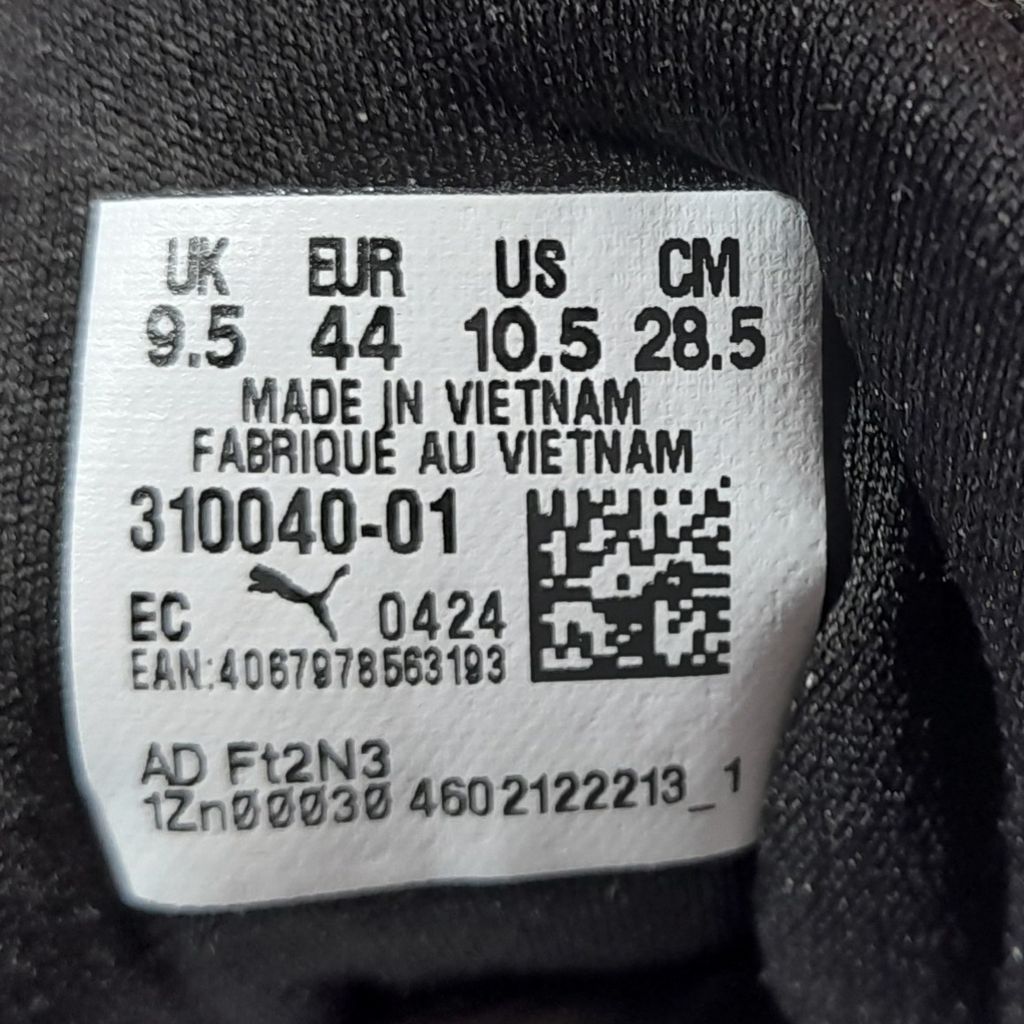 UK EUR US CM
9.5 44 10.5 28.5
MADE IN VIETNAM
FABRIQUÉ AU VIETNAM
310040-01
EC 0424
EAN:4067978563193
AD Ft2N3
1Zn00030 4602122213_1